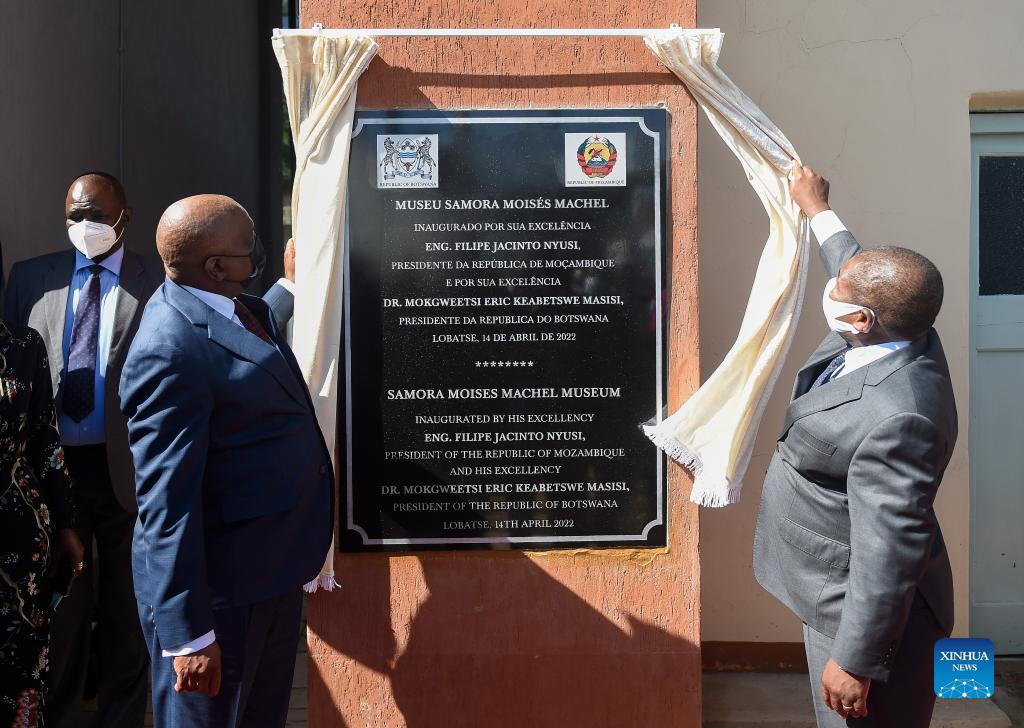 REPUBLIC OF BOTSWANA
REPUBLIC OF MOZAMBIQUE
MUSEU SAMORA MOISÉS MACHEL
INAUGURADO POR SUA EXCELÊNCIA
ENG. FILIPE JACINTO NYUSI,
PRESIDENTE DA REPÚBLICA DE MOÇAMBIQUE
E POR SUA EXCELÊNCIA
DR. MOKGWEETSI ERIC KEABETSWE MASISI,
PRESIDENTE DA REPUBLICA DO BOTSWANA
LOBATSE, 14 DE ABRIL DE 2022
********
SAMORA MOISES MACHEL MUSEUM
INAUGURATED BY HIS EXCELLENCY
ENG. FILIPE JACINTO NYUSI,
PRESIDENT OF THE REPUBLIC OF MOZAMBIQUE
AND HIS EXCELLENCY
DR. MOKGWEETSI ERIC KEABETSWE MASISI,
PRESIDENT OF THE REPUBLIC OF BOTSWANA
LOBATSE, 14TH APRIL 2022
XINHUA
NEWS